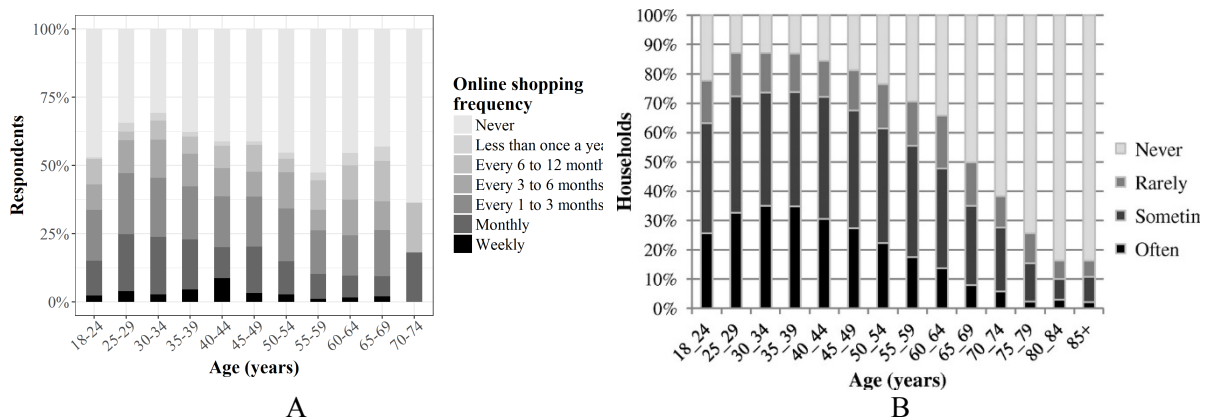 100%
75%
50%
25%
0%
Respondents
18-24
25-29
30-34
35-39
40-44
45-49
50-54
55-59
60-64
65-69
70-74
Age (years)
A
Online shopping
frequency
Never
Less than once a yea
Every 6 to 12 month
Every 3 to 6 months
Every 1 to 3 months
Monthly
Weekly
100%
90%
80%
70%
60%
50%
40%
30%
20%
10%
0%
Households
18_24
25_29
30_34
35_39
40_44
45_49
50_54
55_59
60_64
65_69
70_74
75_79
80_84
85+
Age (years)
B
Never
Rarely
Sometin
Often